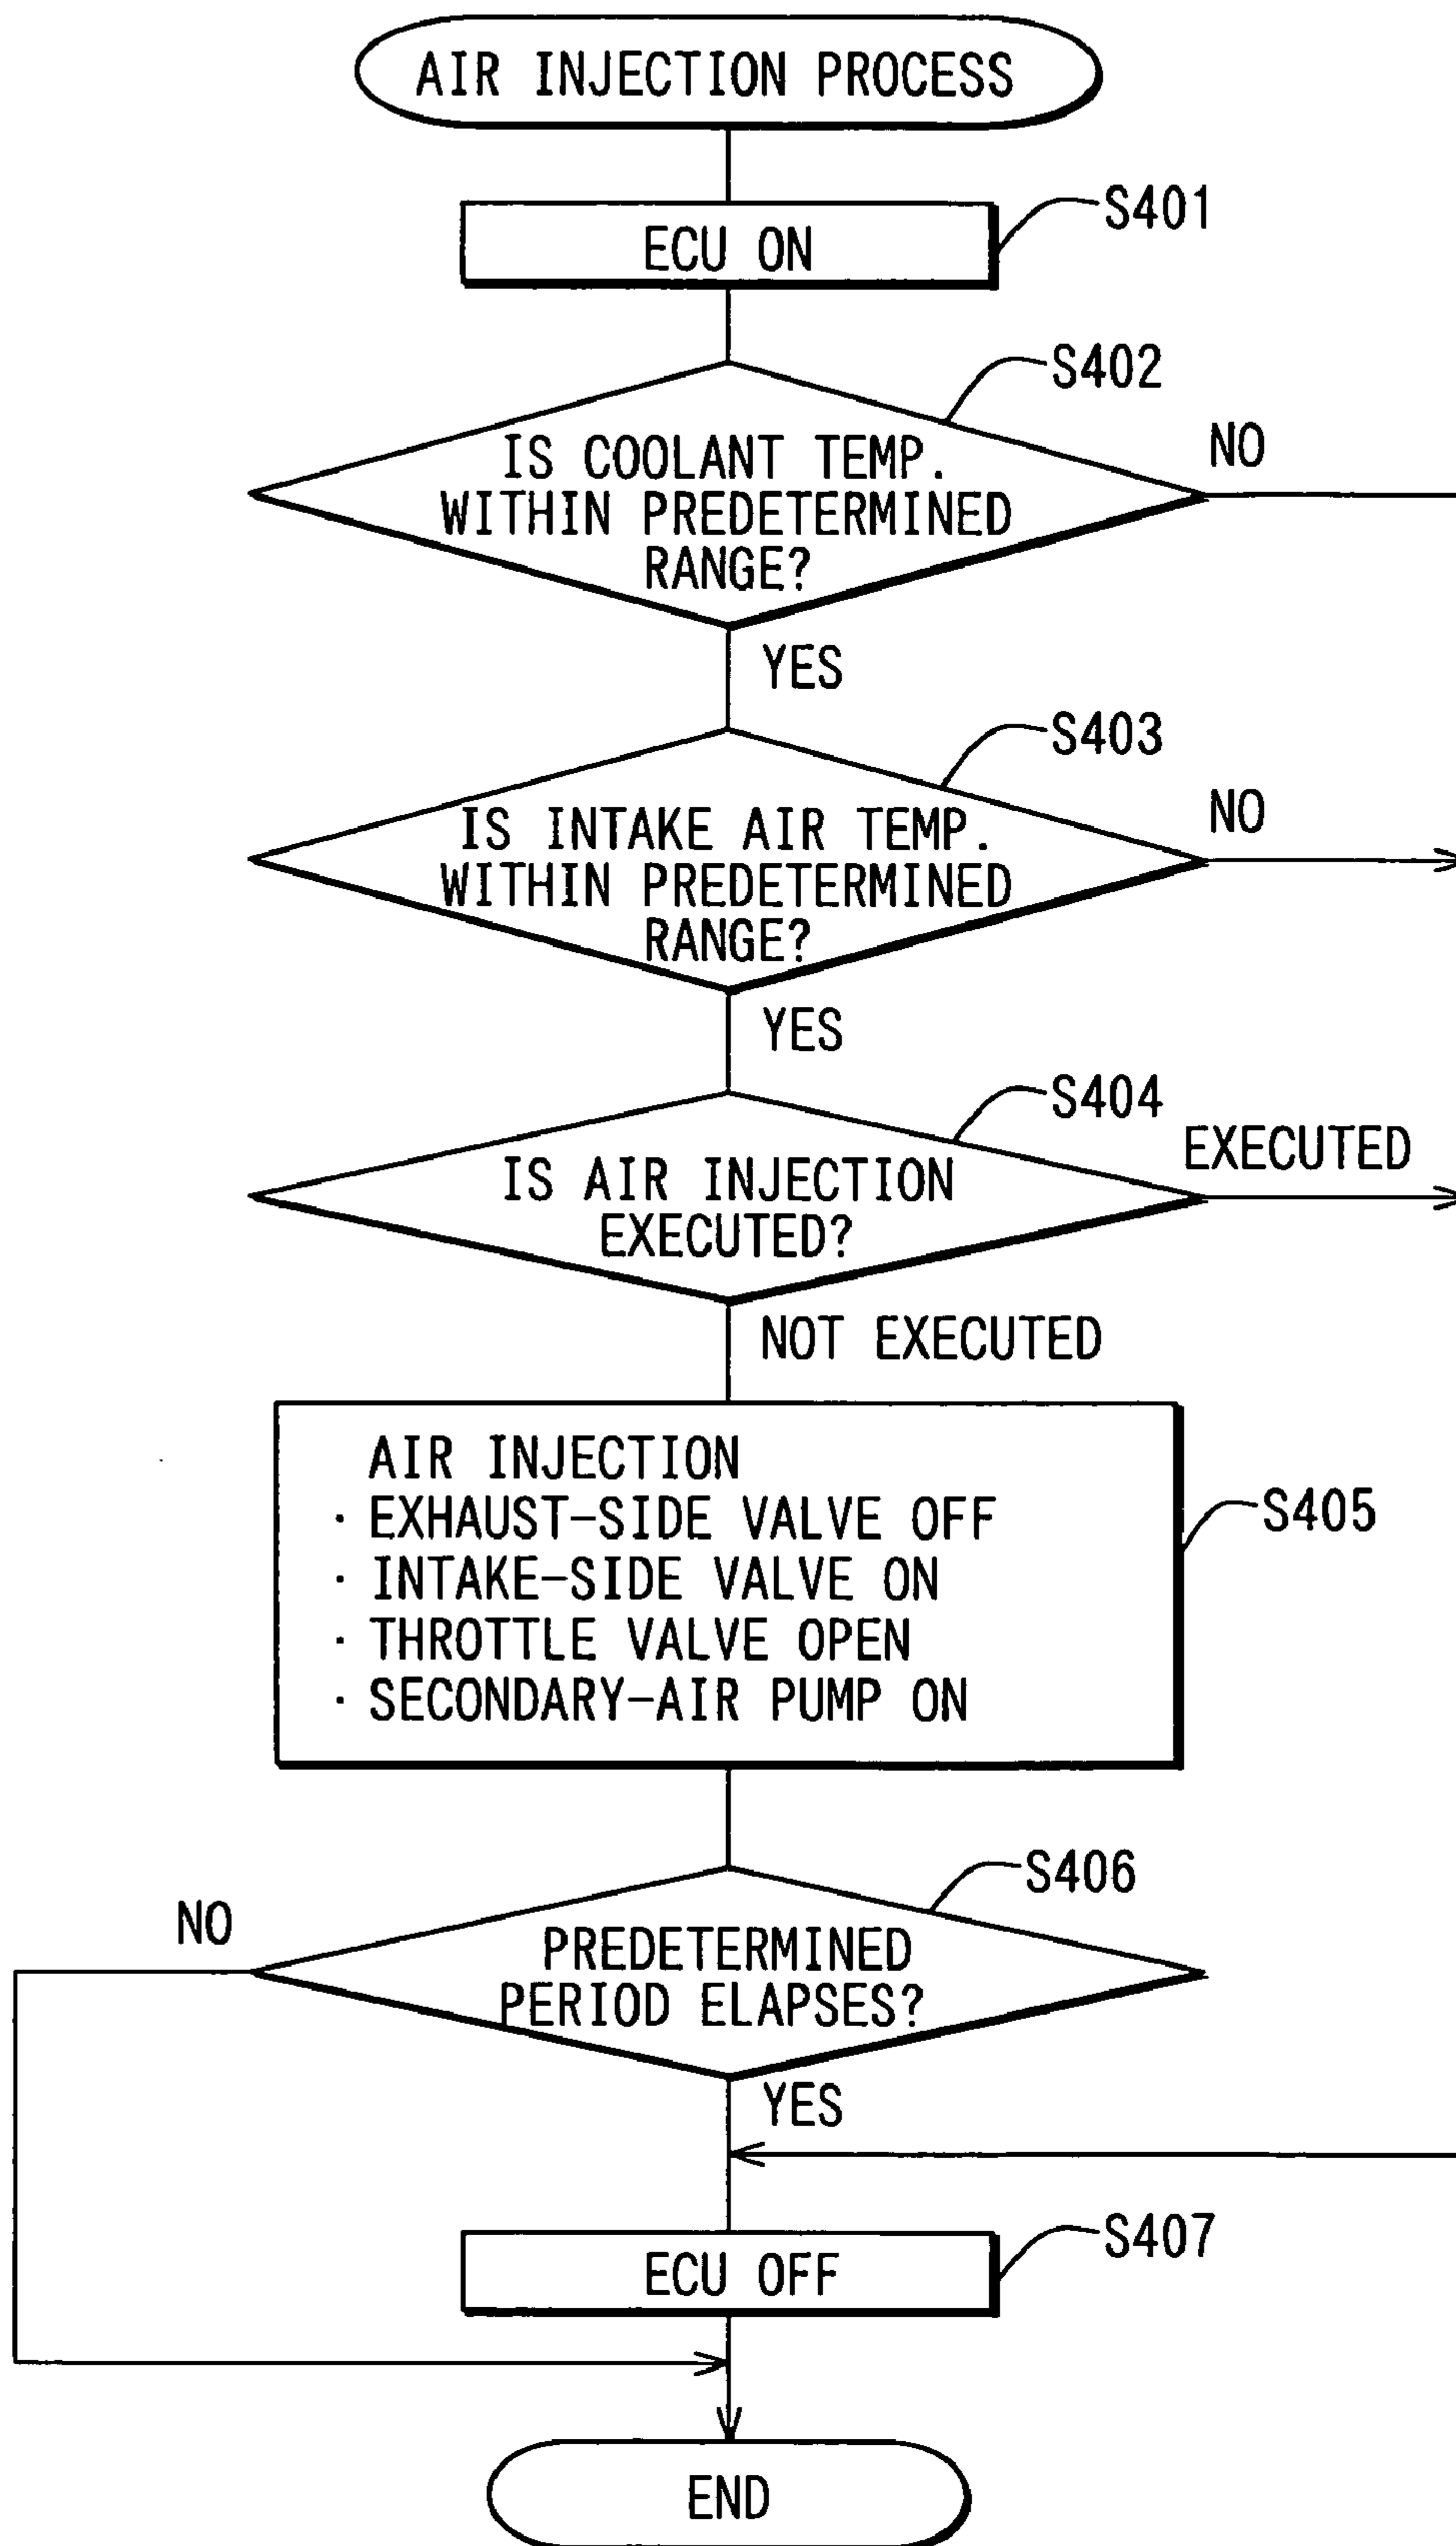 AIR INJECTION PROCESS
ECU ON
S401
S402
IS COOLANT TEMP.
WITHIN PREDETERMINED
RANGE?
NO
YES
S403
IS INTAKE AIR TEMP.
WITHIN PREDETERMINED
RANGE?
NO
YES
S404
IS AIR INJECTION
EXECUTED?
EXECUTED
NOT EXECUTED
AIR INJECTION
· EXHAUST-SIDE VALVE OFF
· INTAKE-SIDE VALVE ON
· THROTTLE VALVE OPEN
· SECONDARY-AIR PUMP ON
S405
S406
NO
PREDETERMINED
PERIOD ELAPSES?
YES
ECU OFF
S407
END